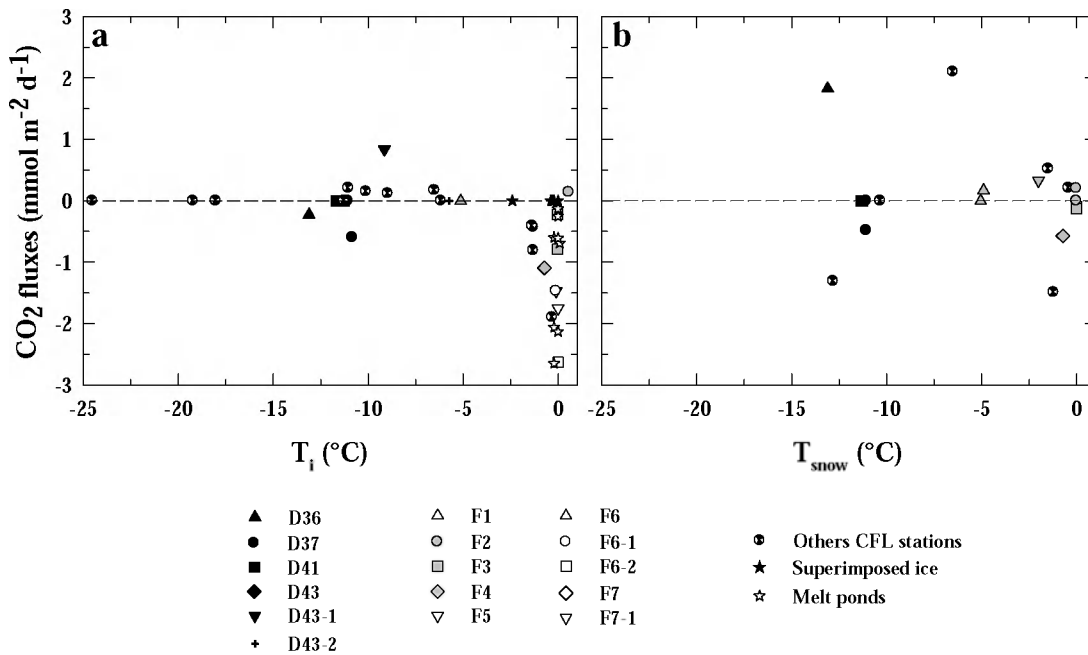 a
b
CO2 fluxes (mmol m-2 d-1)
3
2
1
0
-1
-2
-3
-25 -20 -15 -10 -5 0
-25 -20 -15 -10 -5 0
Ti (°C)
Tsnow (°C)
D36
D37
D41
D43
D43-1
D43-2
F1
F2
F3
F4
F5
F6
F6-1
F6-2
F7
F7-1
Others CFL stations
Superimposed ice
Melt ponds